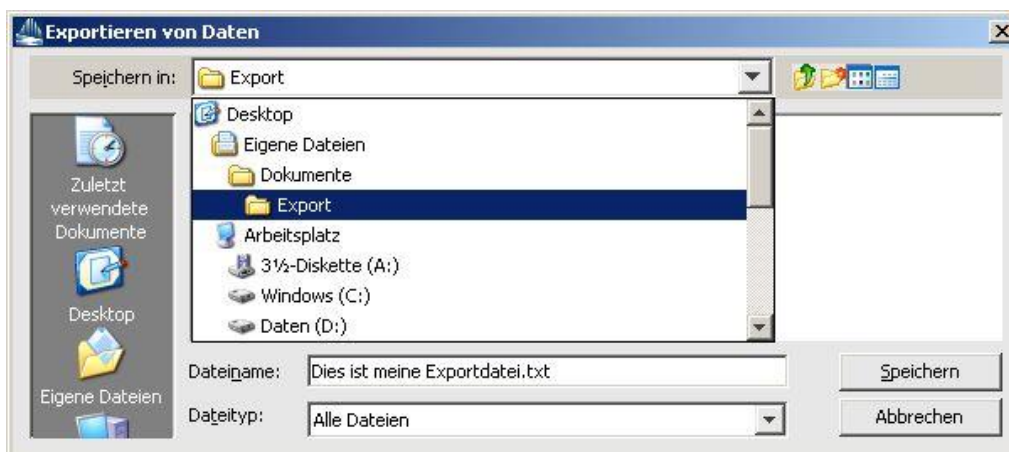 Exportieren von Daten
Speichern in:
Export
Desktop
Eigene Dateien
Dokumente
Export
Arbeitsplatz
3½-Diskette (A:)
Windows (C:)
Daten (D:)
Zuletzt
verwendete
Dokumente
Desktop
Eigene Dateien
Dateiname:
Dies ist meine Exportdatei.txt
Speichern
Dateityp:
Alle Dateien
Abbrechen